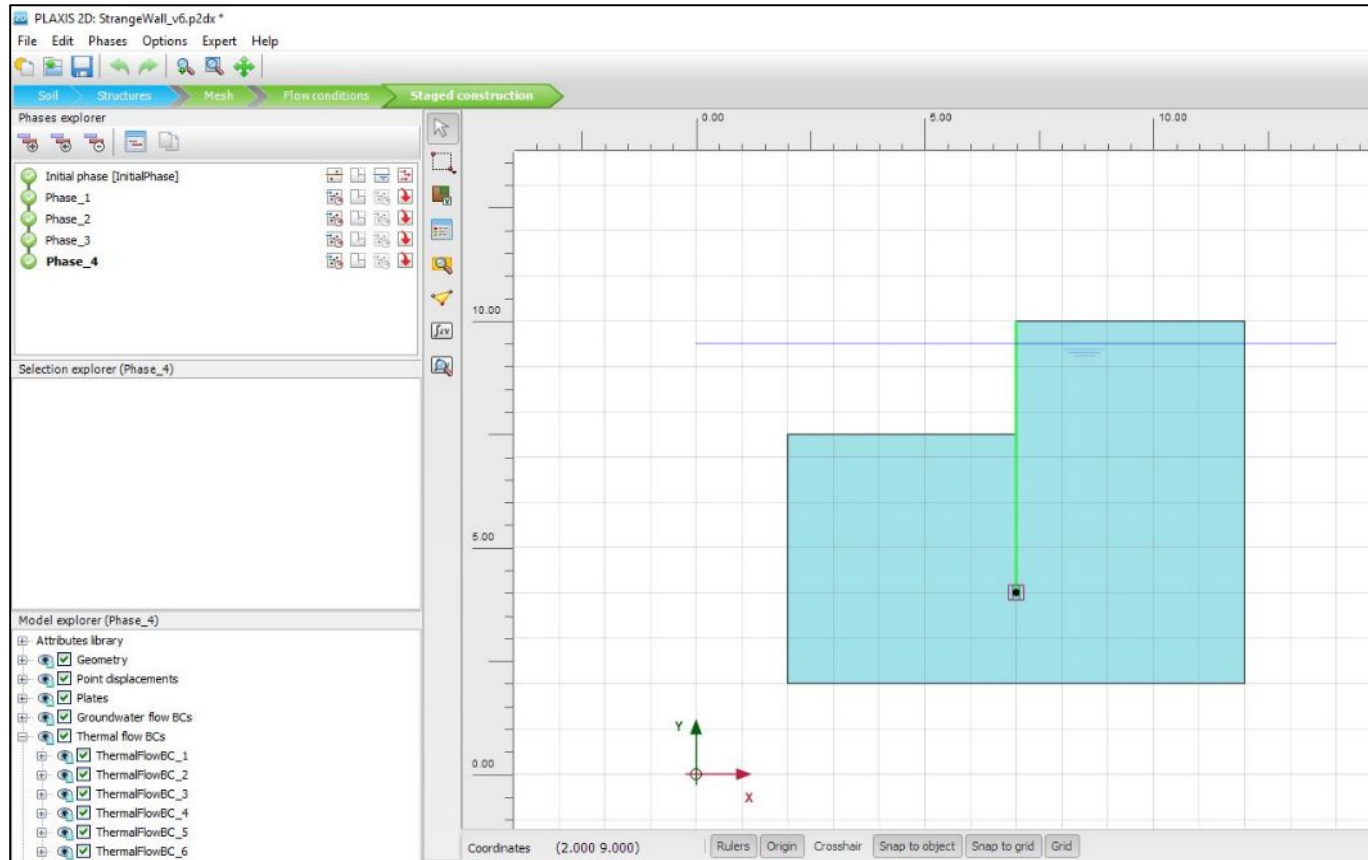 PLAXIS 2D: StrangeWall_v6.p2dx *
File Edit Phases Options Expert Help
Soil Structures Mesh Flow conditions Staged construction
Phases explorer
Initial phase [InitialPhase]
Phase_1
Phase_2
Phase_3
Phase_4
Selection explorer (Phase_4)
Model explorer (Phase_4)
Attributes library
Geometry
Point displacements
Plates
Groundwater flow BCs
Thermal flow BCs
ThermalFlowBC_1
ThermalFlowBC_2
ThermalFlowBC_3
ThermalFlowBC_4
ThermalFlowBC_5
ThermalFlowBC_6
0.00 5.00 10.00
10.00
5.00
0.00
Y
X
Coordinates (2.000 9.000) Rulers Origin Crosshair Snap to object Snap to grid Grid